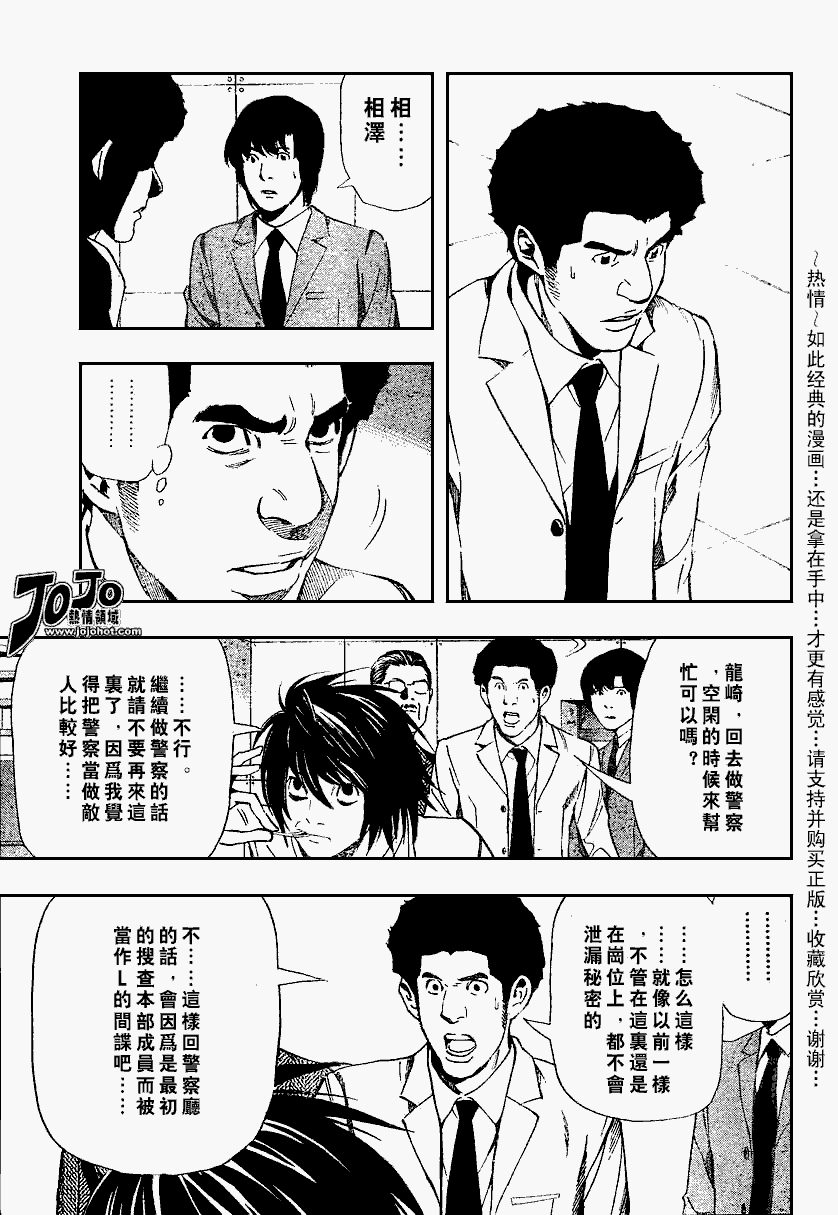 相……
相澤
…………
…………
龍崎，回去做警察
，空閑的時候來幫
忙可以嗎？
……不行。
繼續做警察的話
就請不要再來這
裏了，因爲我覺
得把警察當做敵
人比較好……
…………
…………
……怎么這樣
……就像以前一樣
，不管在這裏還是
在崗位上，都不會
泄漏秘密的
不……這樣回警察廳
的話，會因爲是最初
的搜查本部成員而被
當作L的間諜吧……
JOJO
熱情領域
www.jojohot.com
～热情～如此经典的漫画…还是拿在手中…才更有感觉…请支持并购买正版…收藏欣赏…谢谢…